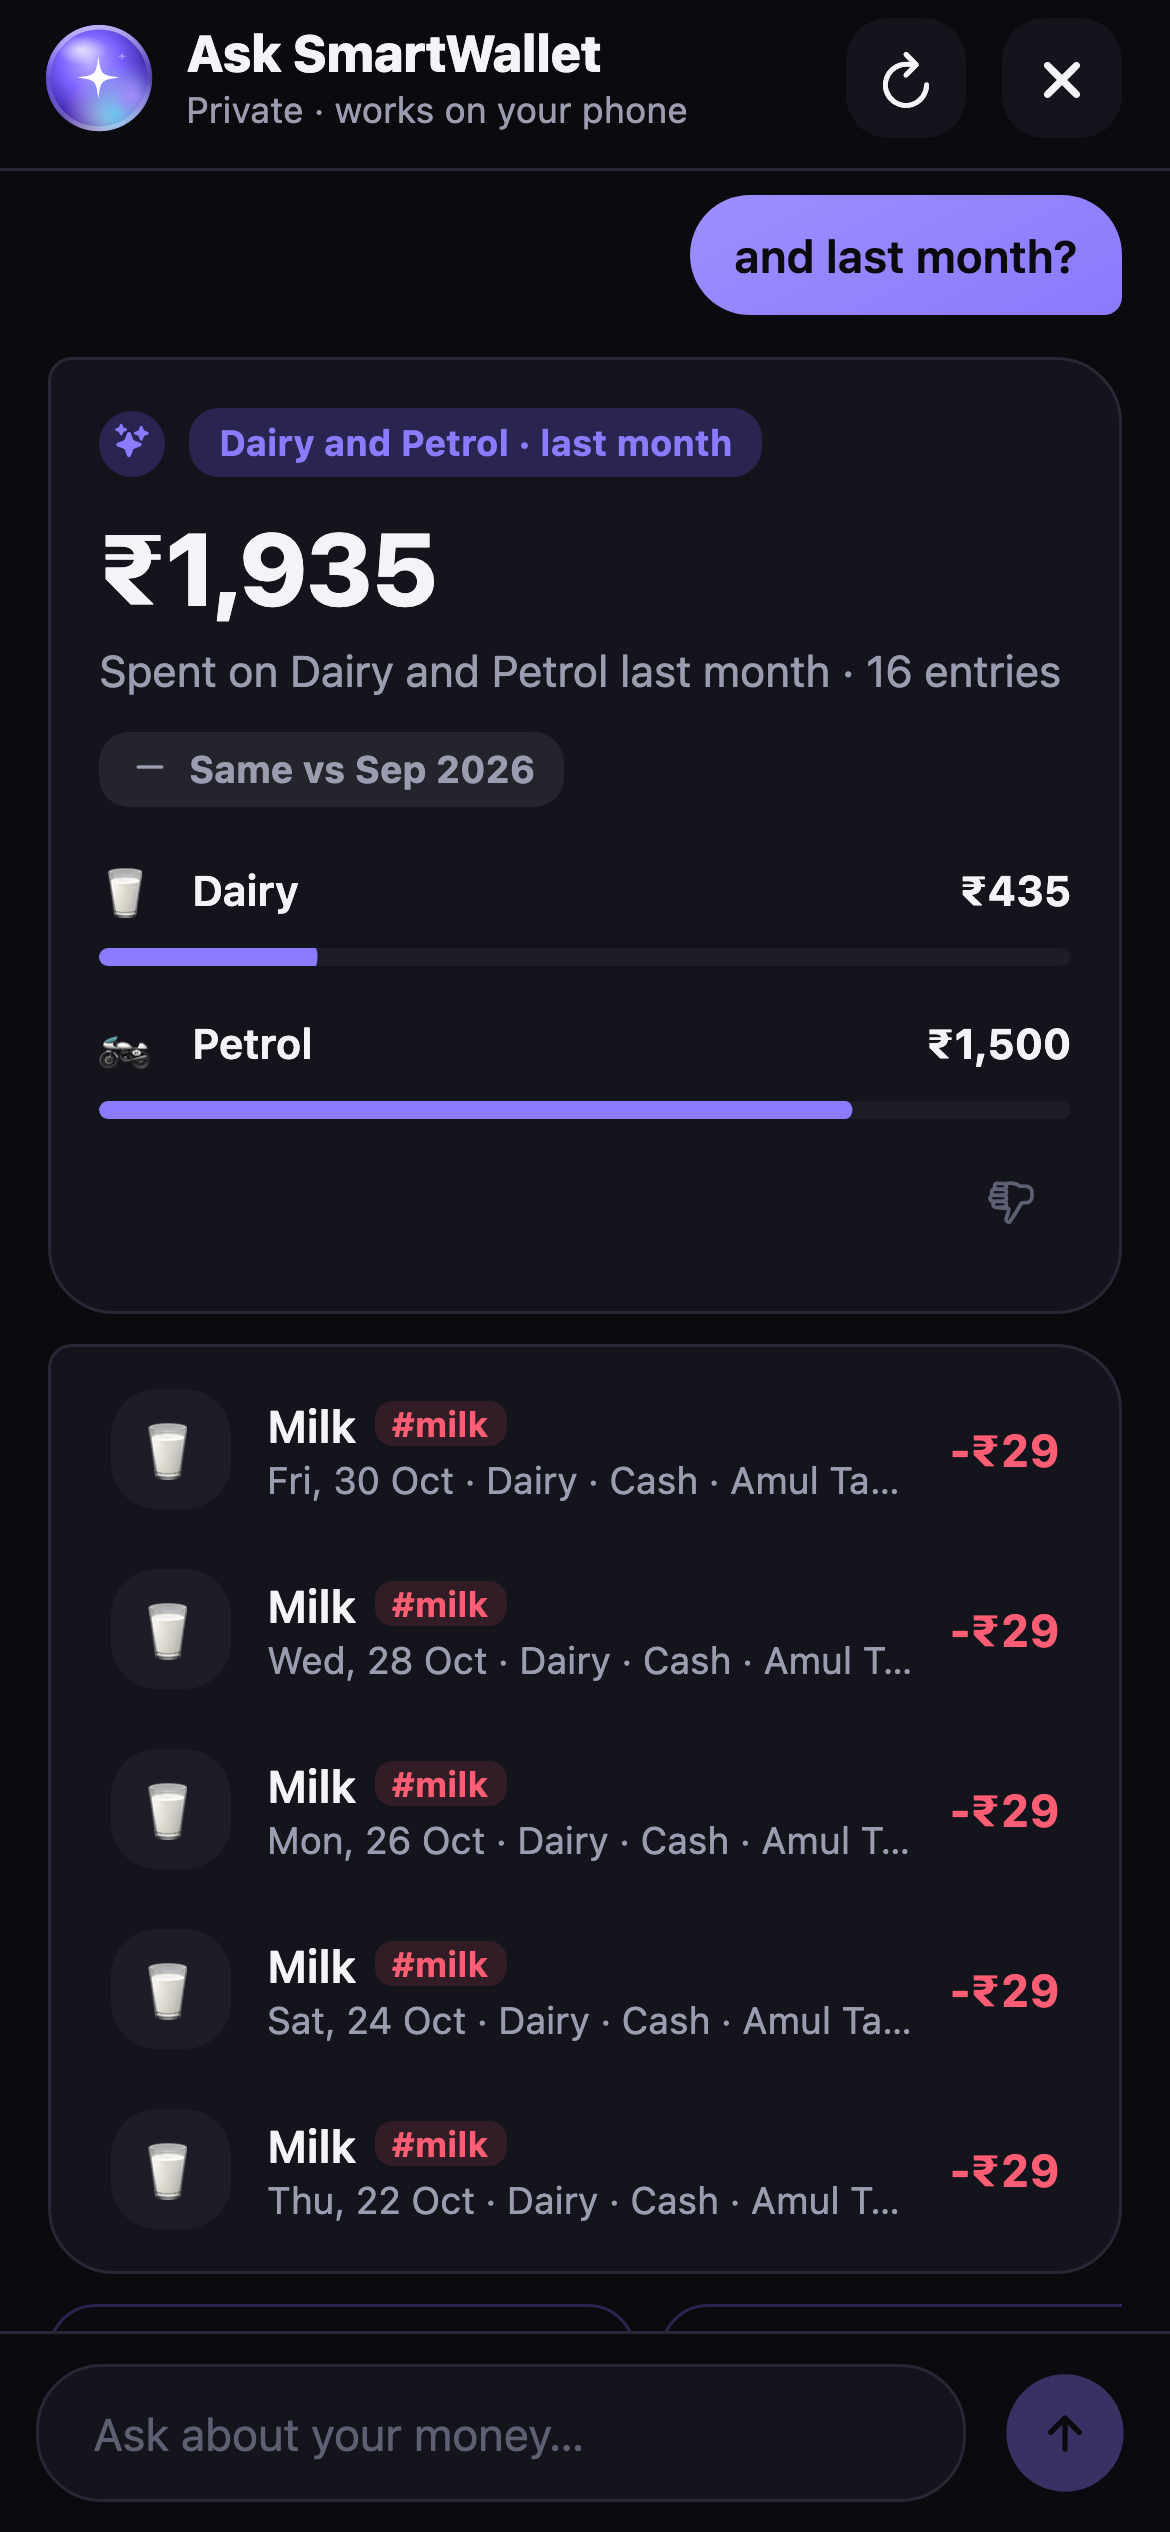 Ask SmartWallet
Private · works on your phone
and last month?
Dairy and Petrol · last month
₹1,935
Spent on Dairy and Petrol last month · 16 entries
— Same vs Sep 2026
Dairy ₹435
Petrol ₹1,500
Milk #milk
Fri, 30 Oct · Dairy · Cash · Amul Ta...
-₹29
Milk #milk
Wed, 28 Oct · Dairy · Cash · Amul T...
-₹29
Milk #milk
Mon, 26 Oct · Dairy · Cash · Amul T...
-₹29
Milk #milk
Sat, 24 Oct · Dairy · Cash · Amul Ta...
-₹29
Milk #milk
Thu, 22 Oct · Dairy · Cash · Amul T...
-₹29
Ask about your money...